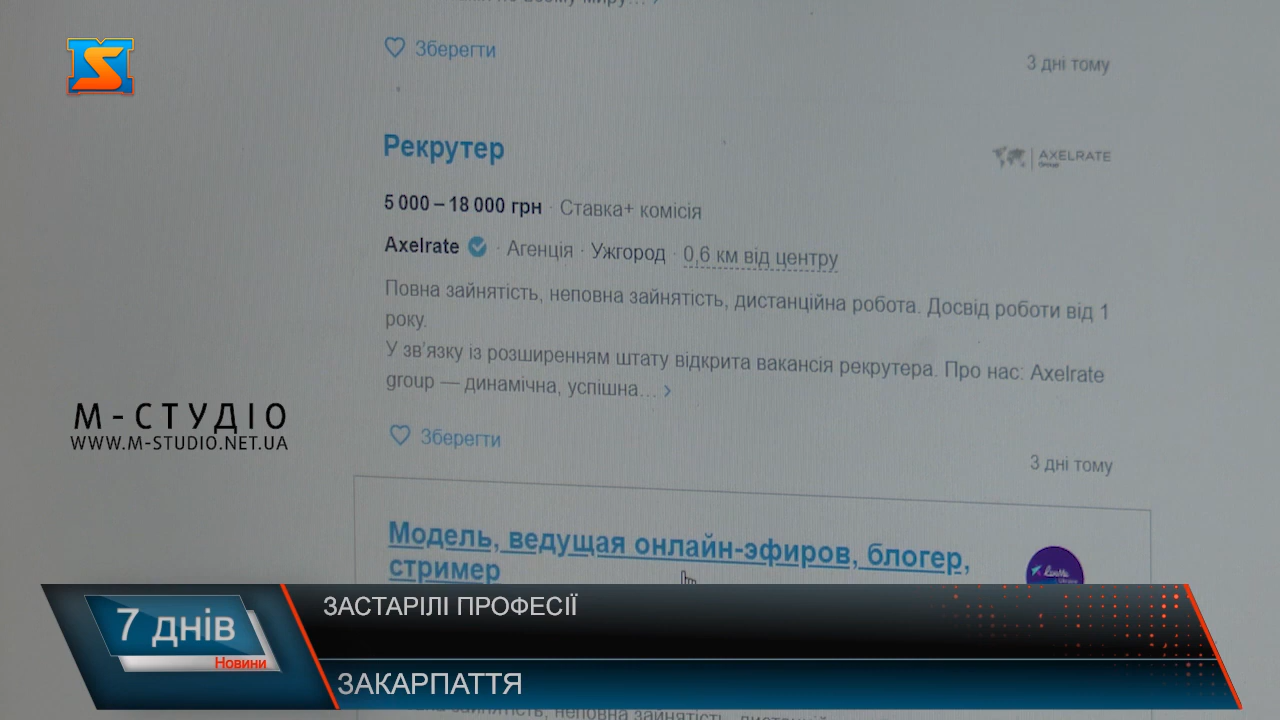 Зберегти
3 дні тому
Рекрутер
AXELRATE
Group
5 000 – 18 000 грн · Ставка+ комісія
Axelrate · Агенція · Ужгород · 0,6 км від центру
Повна зайнятість, неповна зайнятість, дистанційна робота. Досвід роботи від 1
року.
У зв'язку із розширенням штату відкрита вакансія рекрутера. Про нас: Axelrate
group — динамічна, успішна… ›
М-СТУДІО
WWW.M-STUDIO.NET.UA
Зберегти
3 дні тому
Модель, ведущая онлайн-эфиров, блогер,
стример
7 днів
Новини
ЗАСТАРІЛІ ПРОФЕСІЇ
ЗАКАРПАТТЯ